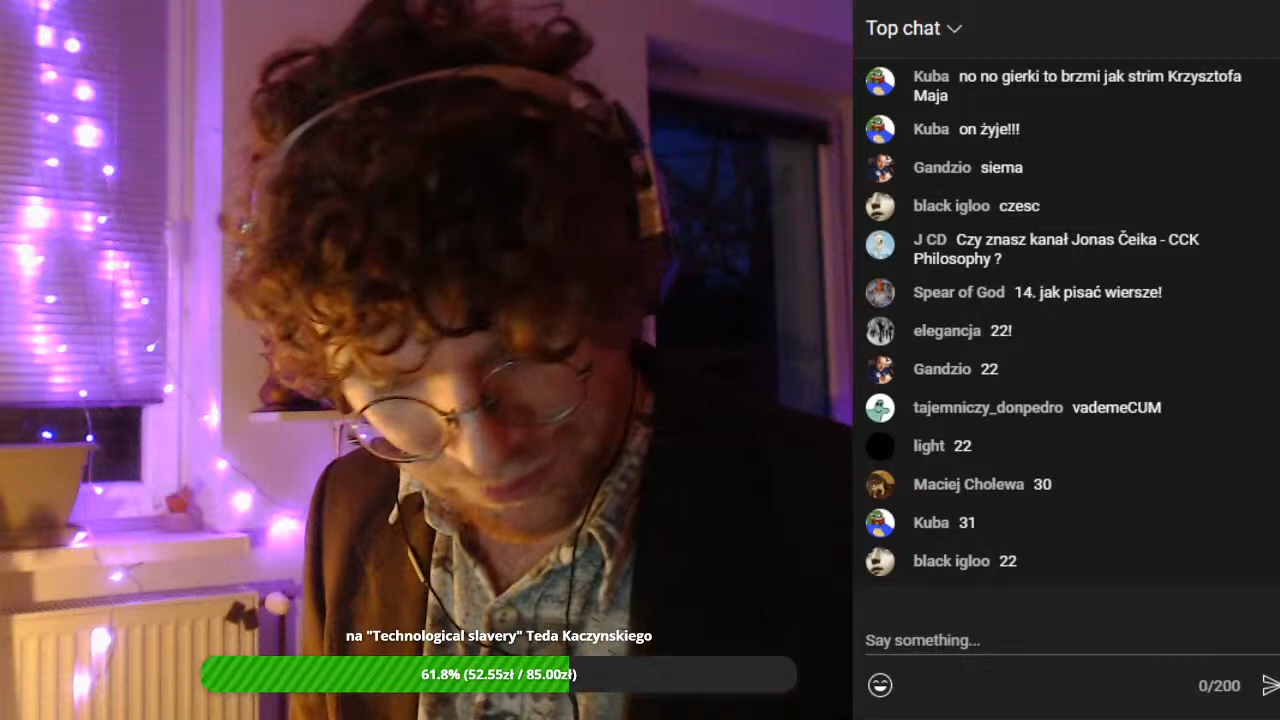 Top chat
Kuba no no gierki to brzmi jak strim Krzysztofa
Maja
Kuba on żyje!!!
Gandzio siema
black igloo czesc
J CD Czy znasz kanał Jonas Čeika - CCK
Philosophy ?
Spear of God 14. jak pisać wiersze!
elegancja 22!
Gandzio 22
tajemniczy_donpedro vademeCUM
light 22
Maciej Cholewa 30
Kuba 31
black igloo 22
na "Technological slavery" Teda Kaczynskiego
61.8% (52.55zł / 85.00zł)
Say something...
0/200